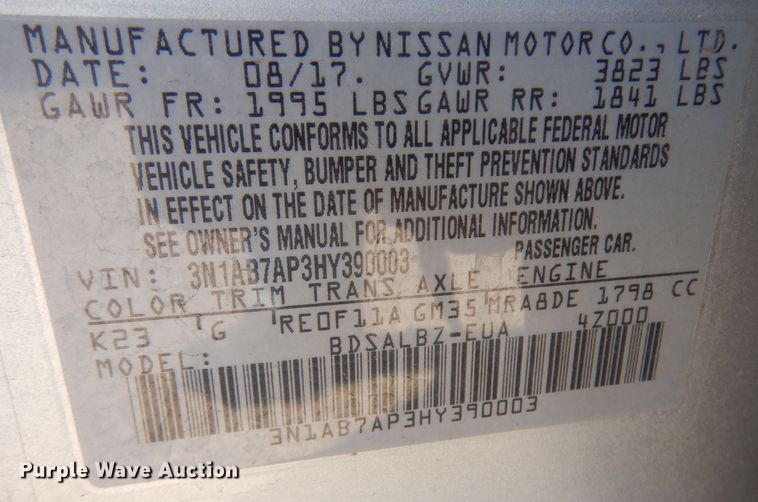 MANUFACTURED BY NISSAN MOTOR CO., LTD.
DATE: 08/17. GVWR: 3823 LBS
GAWR FR: 1995 LBS GAWR RR: 1841 LBS
THIS VEHICLE CONFORMS TO ALL APPLICABLE FEDERAL MOTOR
VEHICLE SAFETY, BUMPER AND THEFT PREVENTION STANDARDS
IN EFFECT ON THE DATE OF MANUFACTURE SHOWN ABOVE.
SEE OWNER'S MANUAL FOR ADDITIONAL INFORMATION.
VIN: 3N1AB7AP3HY390003 PASSENGER CAR.
COLOR TRIM TRANS AXLE ENGINE
K23 G RE0F11A GM35 MRA8DE 1798 CC
MODEL: BDSALBZ-EUA 4Z000
3N1AB7AP3HY390003
Purple Wave Auction